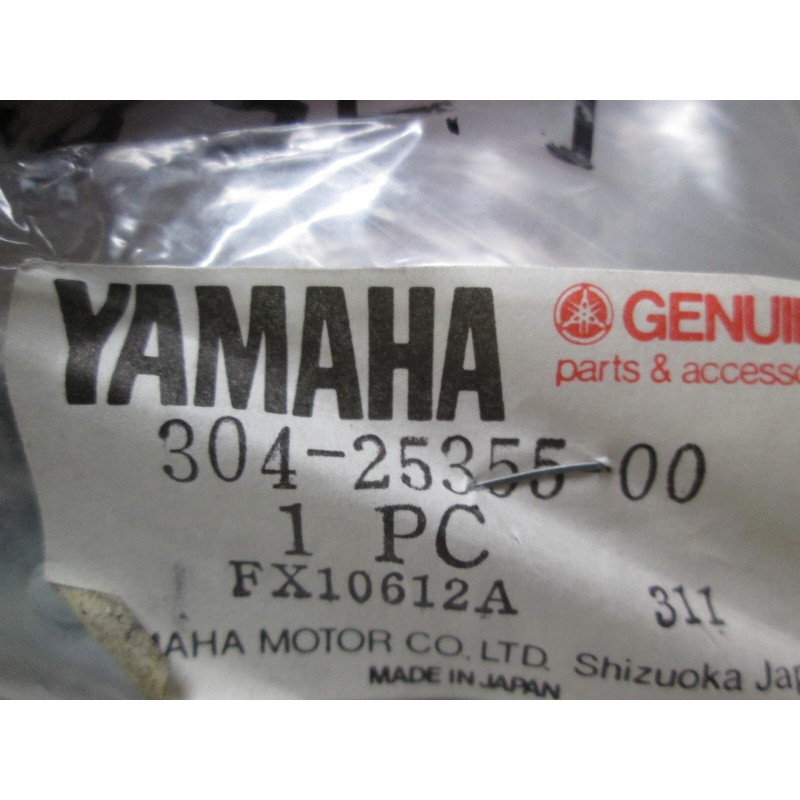 YAMAHA GENUI
parts & accesso
304-25355-00
1 PC
FX10612A 311
MAHA MOTOR CO. LTD. Shizuoka Jap
MADE IN JAPAN